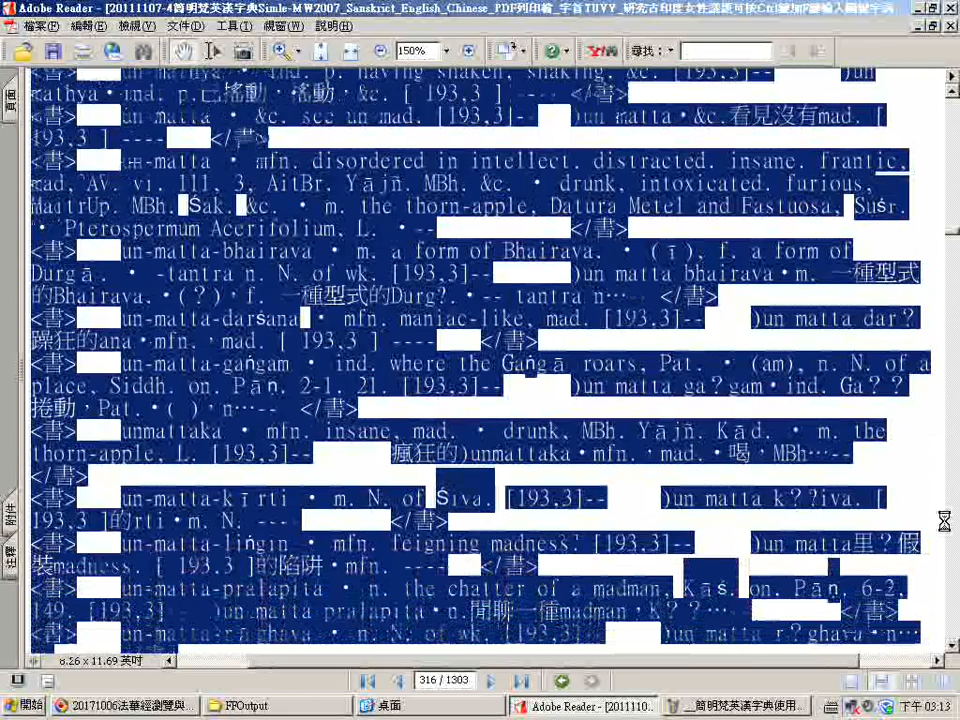 Adobe Reader - [20111107-4簡明梵英漢字典Simle-MW2007_Sanskrit_English_Chinese_PDF列印檔_字首TUVY_研究古印度女性
檔案(F) 編輯(E) 檢視(V) 文件(D) 工具(T) 視窗(W) 說明(H)
150% Y! 尋找：
頁面
<書> un-mathya • ind. p. having shaken, shaking. &c. [193,3]-- )un
mathya•ind. p.已搖動，搖動，&c. [ 193,3 ] ---- </書>
<書> un-matta • &c. see un mad. [193,3]-- )un matta•&c.看見沒有mad. [
193,3 ] ---- </書>
<書> un-matta • mfn. disordered in intellect. distracted. insane. frantic,
mad, AV. vi. 111, 3, AitBr. Yājñ. MBh. &c. • drunk, intoxicated. furious,
MaitrUp. MBh. Śak. &c. • m. the thorn-apple, Datura Metel and Fastuosa, Suśr.
• Pterospermum Acerifolium, L. • -- </書>
<書> un-matta-bhairava • m. a form of Bhairava. • (ī), f. a form of
Durgā. • -tantra n. N. of wk. [193,3]-- )un matta bhairava•m. 一種型式
的Bhairava.•(?)，f. 一種型式的Durg?.•-- tantra n…-- </書>
<書> un-matta-darśana • mfn. maniac-like, mad. [193,3]-- )un matta dar?
躁狂的ana•mfn.，mad. [ 193,3 ] ---- </書>
<書> un-matta-gaṅgam • ind. where the Gaṅgā roars, Pat. • (am), n. N. of a
place, Siddh. on. Pāṇ. 2-1, 21. [193,3]-- )un matta ga?gam•ind. Ga??
捲動，Pat.•( )，n…-- </書>
<書> unmattaka • mfn. insane, mad. • drunk, MBh. Yājñ. Kād. • m. the
thorn-apple, L. [193,3]-- 瘋狂的)unmattaka•mfn.，mad.•喝，MBh…--
</書>
<書> un-matta-kīrti • m. N. of Śiva. [193,3]-- )un matta k??iva. [
193,3 ]的rti•m. N. ---- </書>
<書> un-matta-liṅgin • mfn. feigning madness? [193,3]-- )un matta里?假
裝madness. [ 193,3 ]的陷阱•mfn. ---- </書>
<書> un-matta-pralapita • n. the chatter of a madman, Kāś. on. Pāṇ. 6-2,
149. [193,3] )un matta pralapita•n.閒聊一種madman, K??… </書>
<書> un-matta-rāghava • n. N. of wk. [193,3]-- )un matta r?ghava•n…
附件
注釋
8.26 x 11.69 英吋
316 / 1303
開始 20171006法華經瀏覽與... FFOutput 桌面 Adobe Reader - [201110... __簡明梵英漢字典使用... 下午 03:13